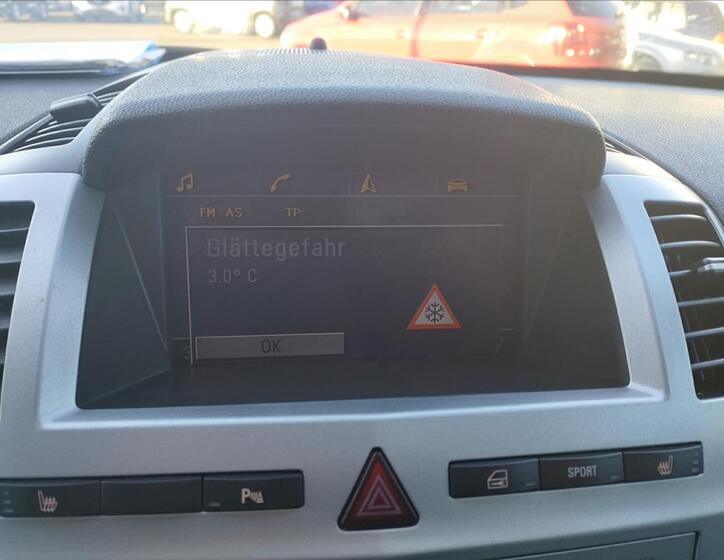 FM-AS TP
Glättegefahr
3.0° C
OK
P
SPORT